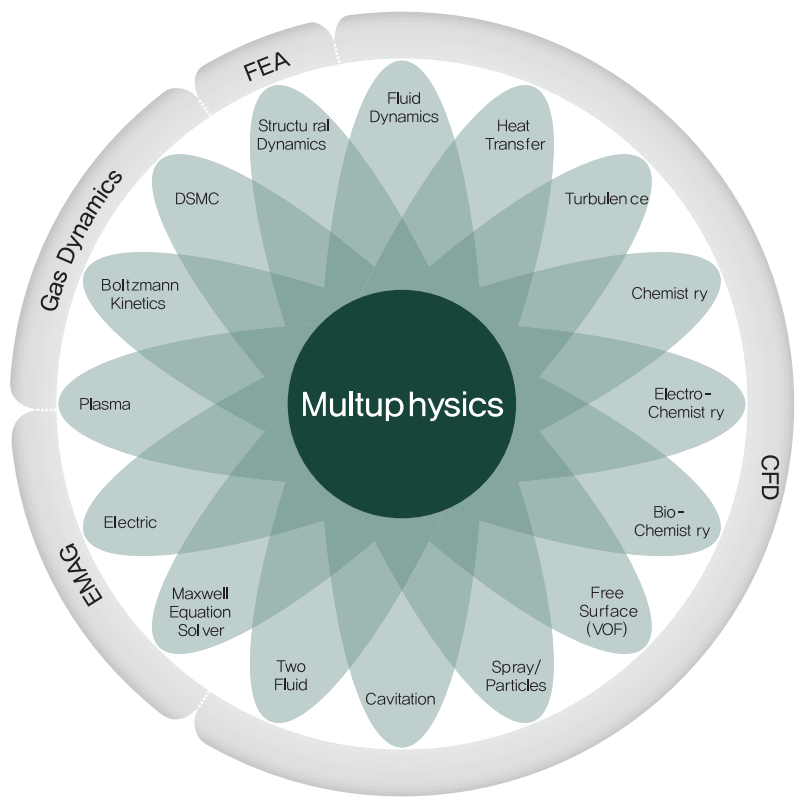 FEA
CFD
EMAG
Gas Dynamics
Fluid
Dynamics
Heat
Transfer
Turbulence
Chemistry
Electro-
Chemistry
Bio-
Chemistry
Free
Surface
(VOF)
Spray/
Particles
Cavitation
Two
Fluid
Maxwell
Equation
Solver
Electric
Plasma
Boltzmann
Kinetics
DSMC
Structural
Dynamics
Multuphysics